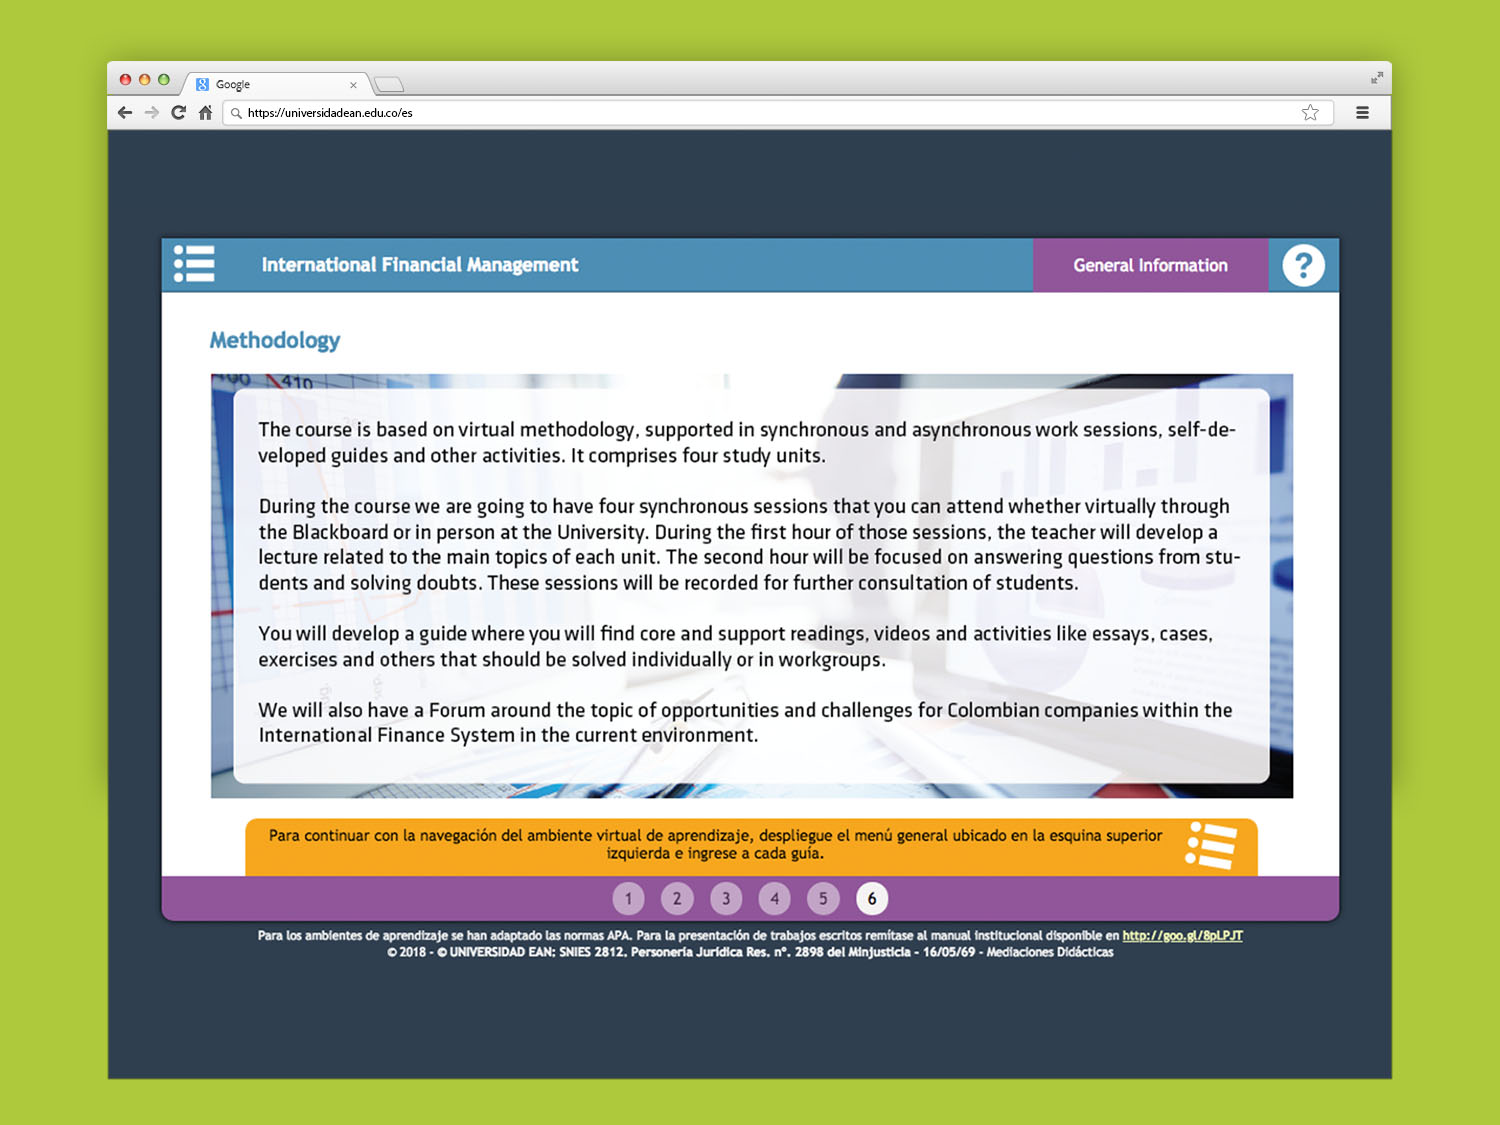 Google
https://universidadean.edu.co/es
International Financial Management
General Information
?
Methodology
400 410
The course is based on virtual methodology, supported in synchronous and asynchronous work sessions, self-de-
veloped guides and other activities. It comprises four study units.
During the course we are going to have four synchronous sessions that you can attend whether virtually through
the Blackboard or in person at the University. During the first hour of those sessions, the teacher will develop a
lecture related to the main topics of each unit. The second hour will be focused on answering questions from stu-
dents and solving doubts. These sessions will be recorded for further consultation of students.
You will develop a guide where you will find core and support readings, videos and activities like essays, cases,
exercises and others that should be solved individually or in workgroups.
We will also have a Forum around the topic of opportunities and challenges for Colombian companies within the
International Finance System in the current environment.
Para continuar con la navegación del ambiente virtual de aprendizaje, despliegue el menú general ubicado en la esquina superior
izquierda e ingrese a cada guía.
1 2 3 4 5 6
Para los ambientes de aprendizaje se han adaptado las normas APA. Para la presentación de trabajos escritos remítase al manual institucional disponible en http://goo.gl/8pLPJT
© 2018 - © UNIVERSIDAD EAN: SNIES 2812. Personería Jurídica Res. nº. 2898 del Minjusticia - 16/05/69 - Mediaciones Didácticas